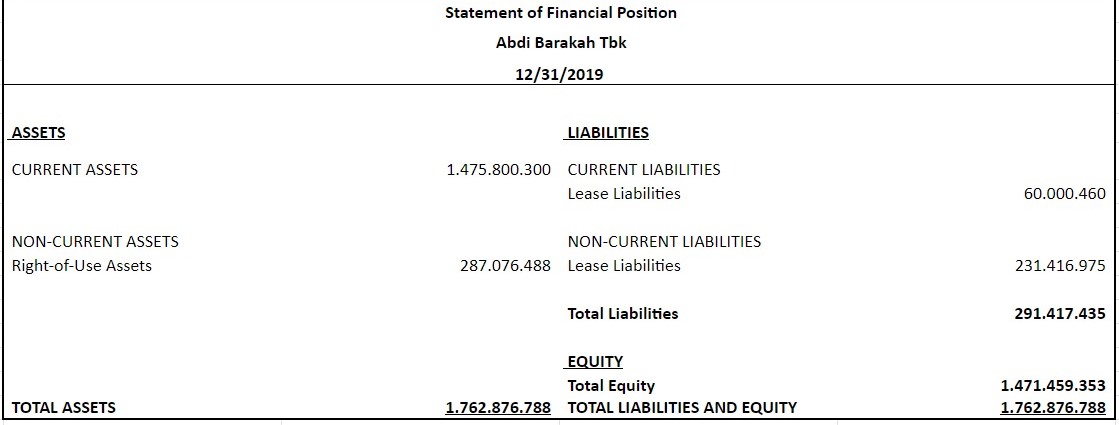 Statement of Financial Position
Abdi Barakah Tbk
12/31/2019
ASSETS LIABILITIES
CURRENT ASSETS 1.475.800.300 CURRENT LIABILITIES
Lease Liabilities 60.000.460
NON-CURRENT ASSETS NON-CURRENT LIABILITIES
Right-of-Use Assets 287.076.488 Lease Liabilities 231.416.975
Total Liabilities 291.417.435
EQUITY
Total Equity 1.471.459.353
TOTAL ASSETS 1.762.876.788 TOTAL LIABILITIES AND EQUITY 1.762.876.788